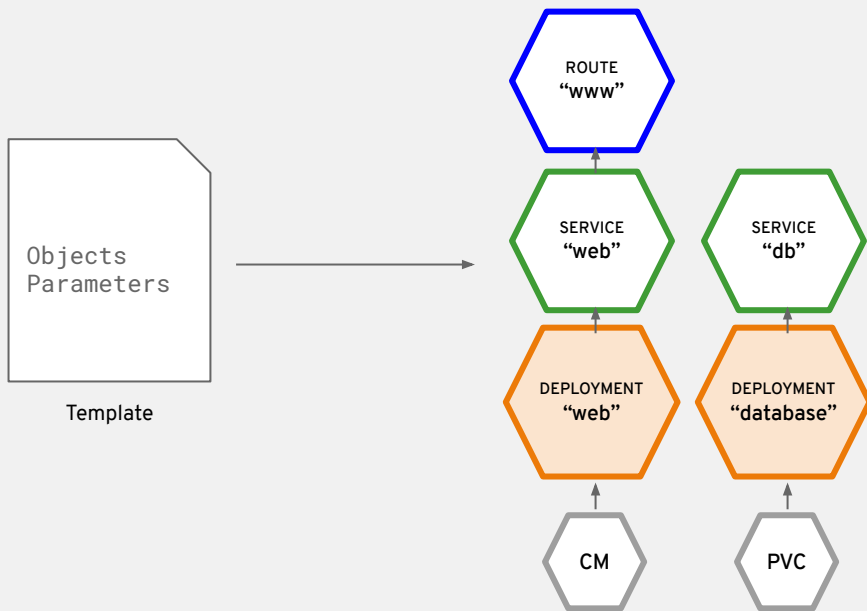 Objects
Parameters
Template
ROUTE
“www”
SERVICE
“web”
SERVICE
“db”
DEPLOYMENT
“web”
DEPLOYMENT
“database”
CM
PVC